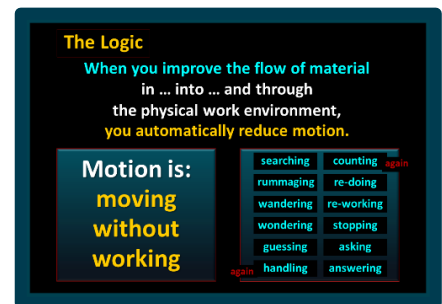 The Logic
When you improve the flow of material
in ... into ... and through
the physical work environment,
you automatically reduce motion.
Motion is:
moving
without
working
searching counting again
rummaging re-doing
wandering re-working
wondering stopping
guessing asking
again handling answering